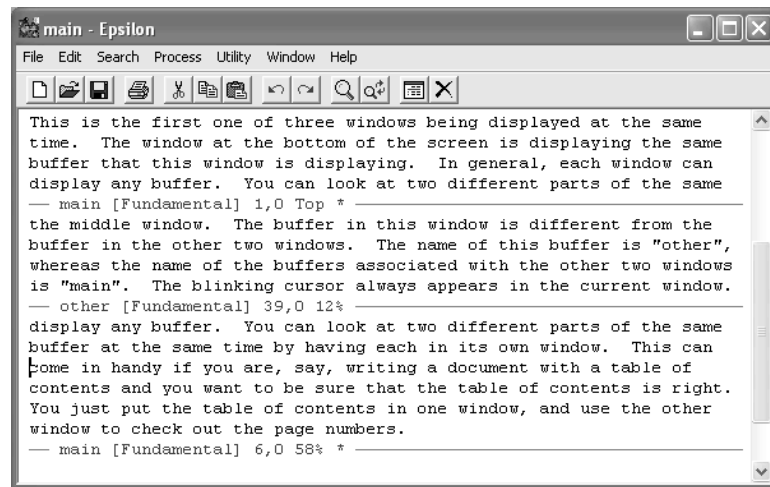 main - Epsilon
File Edit Search Process Utility Window Help
This is the first one of three windows being displayed at the same
time.  The window at the bottom of the screen is displaying the same
buffer that this window is displaying.  In general, each window can
display any buffer.  You can look at two different parts of the same
— main [Fundamental] 1,0 Top *
the middle window.  The buffer in this window is different from the
buffer in the other two windows.  The name of this buffer is "other",
whereas the name of the buffers associated with the other two windows
is "main".  The blinking cursor always appears in the current window.
— other [Fundamental] 39,0 12%
display any buffer.  You can look at two different parts of the same
buffer at the same time by having each in its own window.  This can
come in handy if you are, say, writing a document with a table of
contents and you want to be sure that the table of contents is right.
You just put the table of contents in one window, and use the other
window to check out the page numbers.
— main [Fundamental] 6,0 58% *